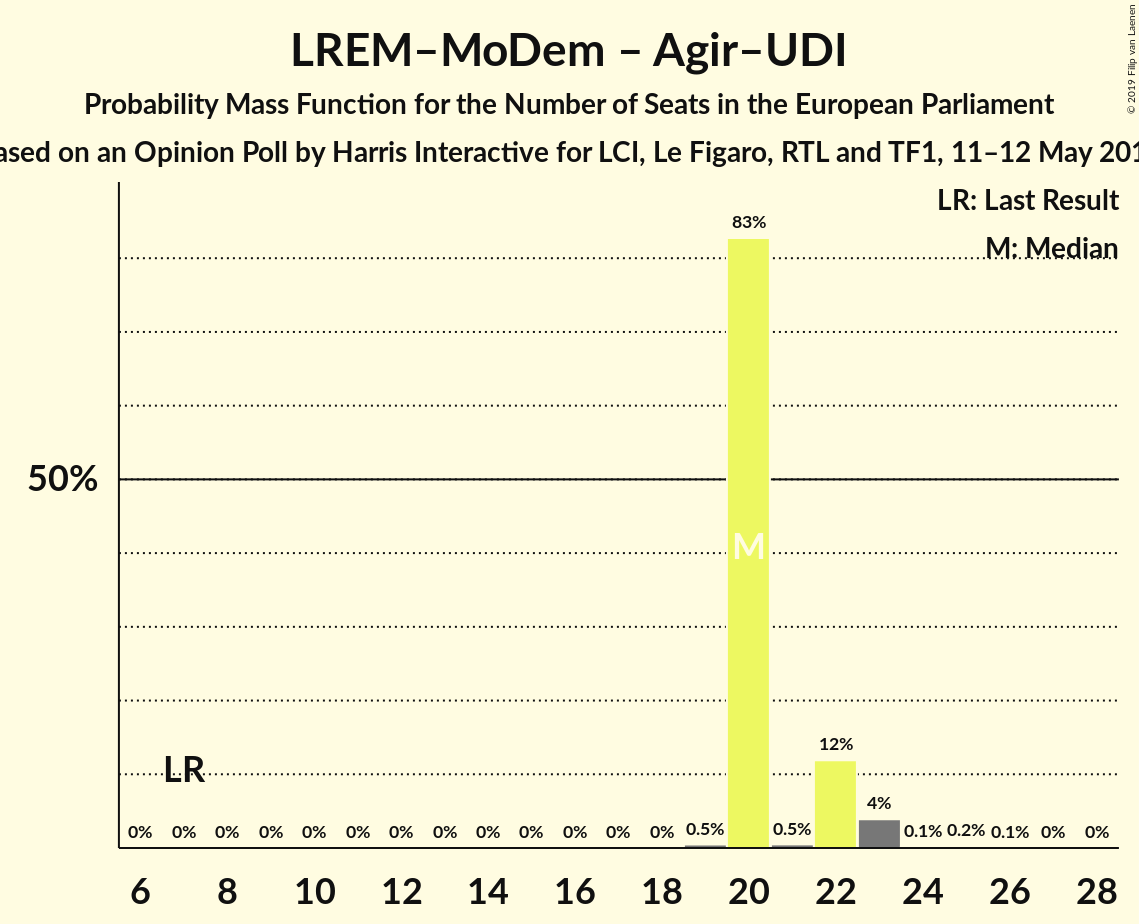 LREM–MoDem – Agir–UDI
Probability Mass Function for the Number of Seats in the European Parliament
on an Opinion Poll by Harris Interactive for LCI, Le Figaro, RTL and TF1, 11–12 May
© 2019 Filip van Laenen
LR: Last Result
M: Median
83%
50%
M
12%
LR
4%
0% 0% 0% 0% 0% 0% 0% 0% 0% 0% 0% 0% 0% 0.5% 0.5% 0.1% 0.2% 0.1% 0% 0%
6 8 10 12 14 16 18 20 22 24 26 28